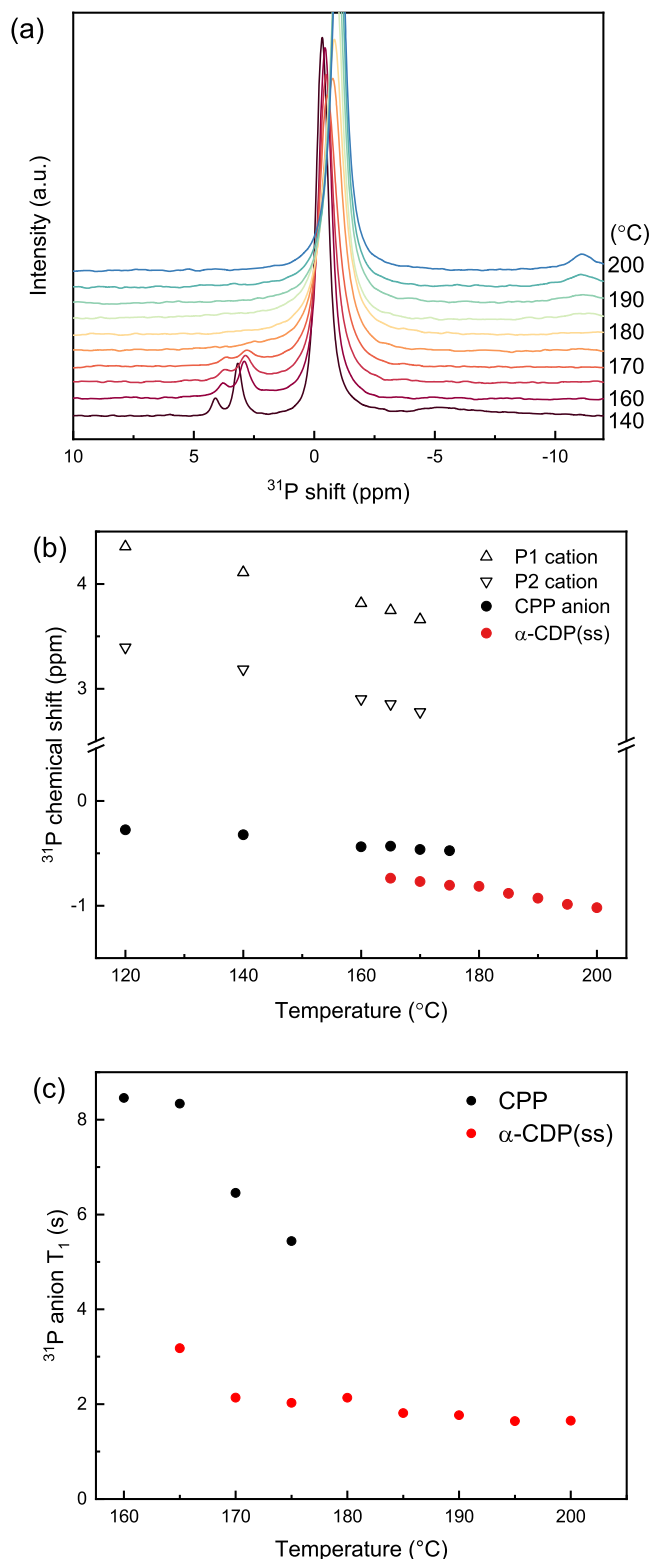 (a)
Intensity (a.u.)
(°C)
200
190
180
170
160
140
10 5 0 -5 -10
³¹P shift (ppm)
(b)
△ P1 cation
▽ P2 cation
● CPP anion
● α-CDP(ss)
4
3
0
-1
³¹P chemical shift (ppm)
120 140 160 180 200
Temperature (°C)
(c)
● CPP
● α-CDP(ss)
8
6
4
2
0
³¹P anion T₁ (s)
160 170 180 190 200
Temperature (°C)